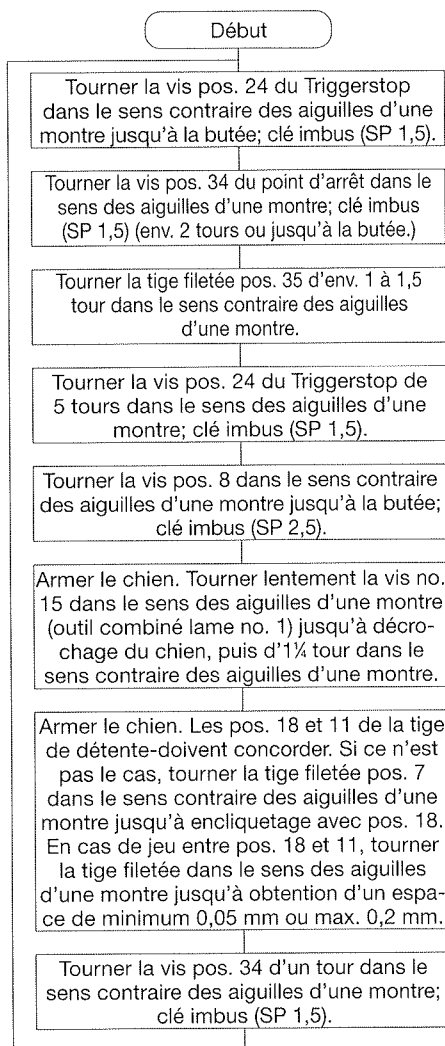 Début
Tourner la vis pos. 24 du Triggerstop
dans le sens contraire des aiguilles d'une
montre jusqu'à la butée; clé imbus (SP 1,5).
Tourner la vis pos. 34 du point d'arrêt dans le
sens des aiguilles d'une montre; clé imbus
(SP 1,5) (env. 2 tours ou jusqu'à la butée.)
Tourner la tige filetée pos. 35 d'env. 1 à 1,5
tour dans le sens contraire des aiguilles
d'une montre.
Tourner la vis pos. 24 du Triggerstop de
5 tours dans le sens des aiguilles d'une
montre; clé imbus (SP 1,5).
Tourner la vis pos. 8 dans le sens contraire
des aiguilles d'une montre jusqu'à la butée;
clé imbus (SP 2,5).
Armer le chien. Tourner lentement la vis no.
15 dans le sens des aiguilles d'une montre
(outil combiné lame no. 1) jusqu'à décro-
chage du chien, puis d'1¼ tour dans le
sens contraire des aiguilles d'une montre.
Armer le chien. Les pos. 18 et 11 de la tige
de détente-doivent concorder. Si ce n'est
pas le cas, tourner la tige filetée pos. 7
dans le sens contraire des aiguilles d'une
montre jusqu'à encliquetage avec pos. 18.
En cas de jeu entre pos. 18 et 11, tourner
la tige filetée dans le sens des aiguilles
d'une montre jusqu'à obtention d'un espa-
ce de minimum 0,05 mm ou max. 0,2 mm.
Tourner la vis pos. 34 d'un tour dans le
sens contraire des aiguilles d'une montre;
clé imbus (SP 1,5).